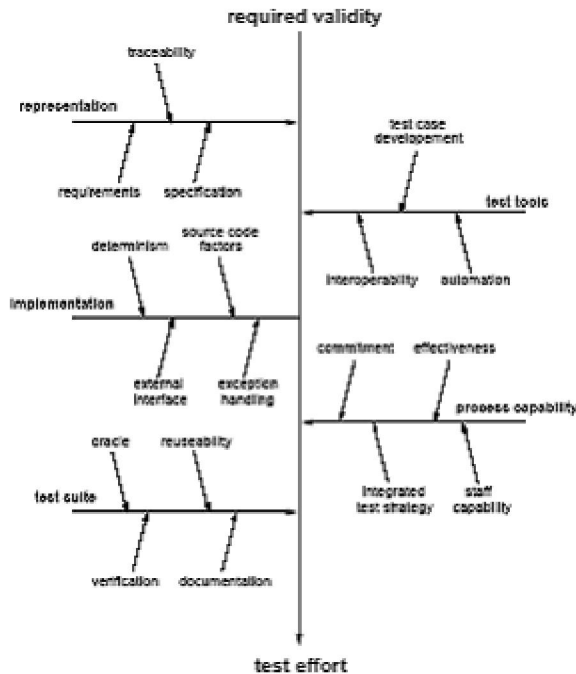 required validity
traceability
representation
requirements
specification
test case
developement
test tools
interoperability
automation
determinism
source code
factors
implementation
external
interface
exception
handling
commitment
effectiveness
process capability
integrated
test strategy
staff
capability
oracle
reuseability
test suite
verification
documentation
test effort